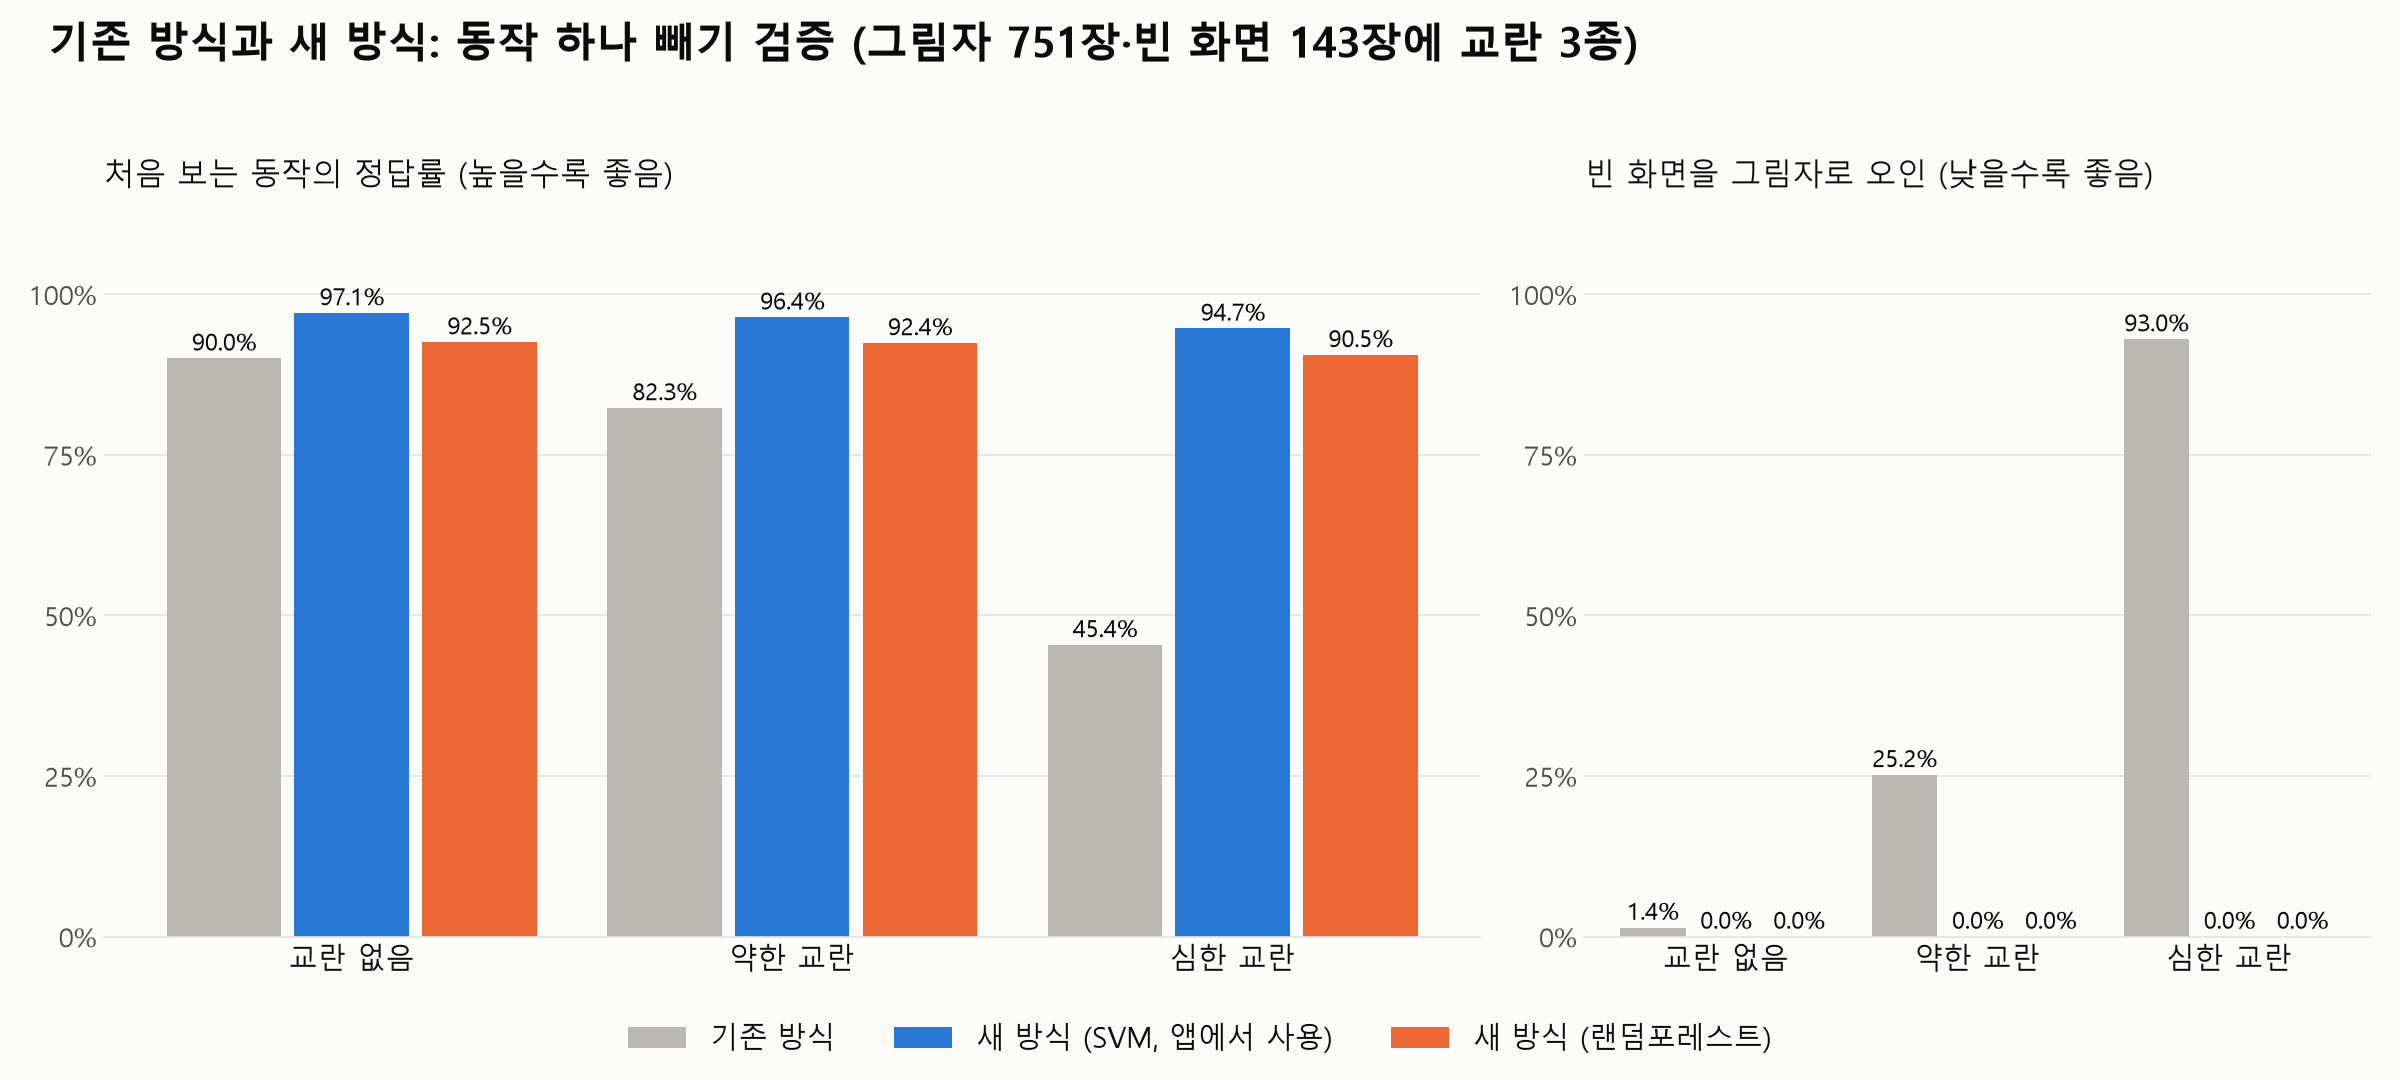 기존 방식과 새 방식: 동작 하나 빼기 검증 (그림자 751장·빈 화면 143장에 교란 3종)
처음 보는 동작의 정답률 (높을수록 좋음)
100%
75%
50%
25%
0%
90.0%
97.1%
92.5%
82.3%
96.4%
92.4%
45.4%
94.7%
90.5%
교란 없음
약한 교란
심한 교란
빈 화면을 그림자로 오인 (낮을수록 좋음)
100%
75%
50%
25%
0%
1.4%
0.0%
0.0%
25.2%
0.0%
0.0%
93.0%
0.0%
0.0%
교란 없음
약한 교란
심한 교란
기존 방식
새 방식 (SVM, 앱에서 사용)
새 방식 (랜덤포레스트)